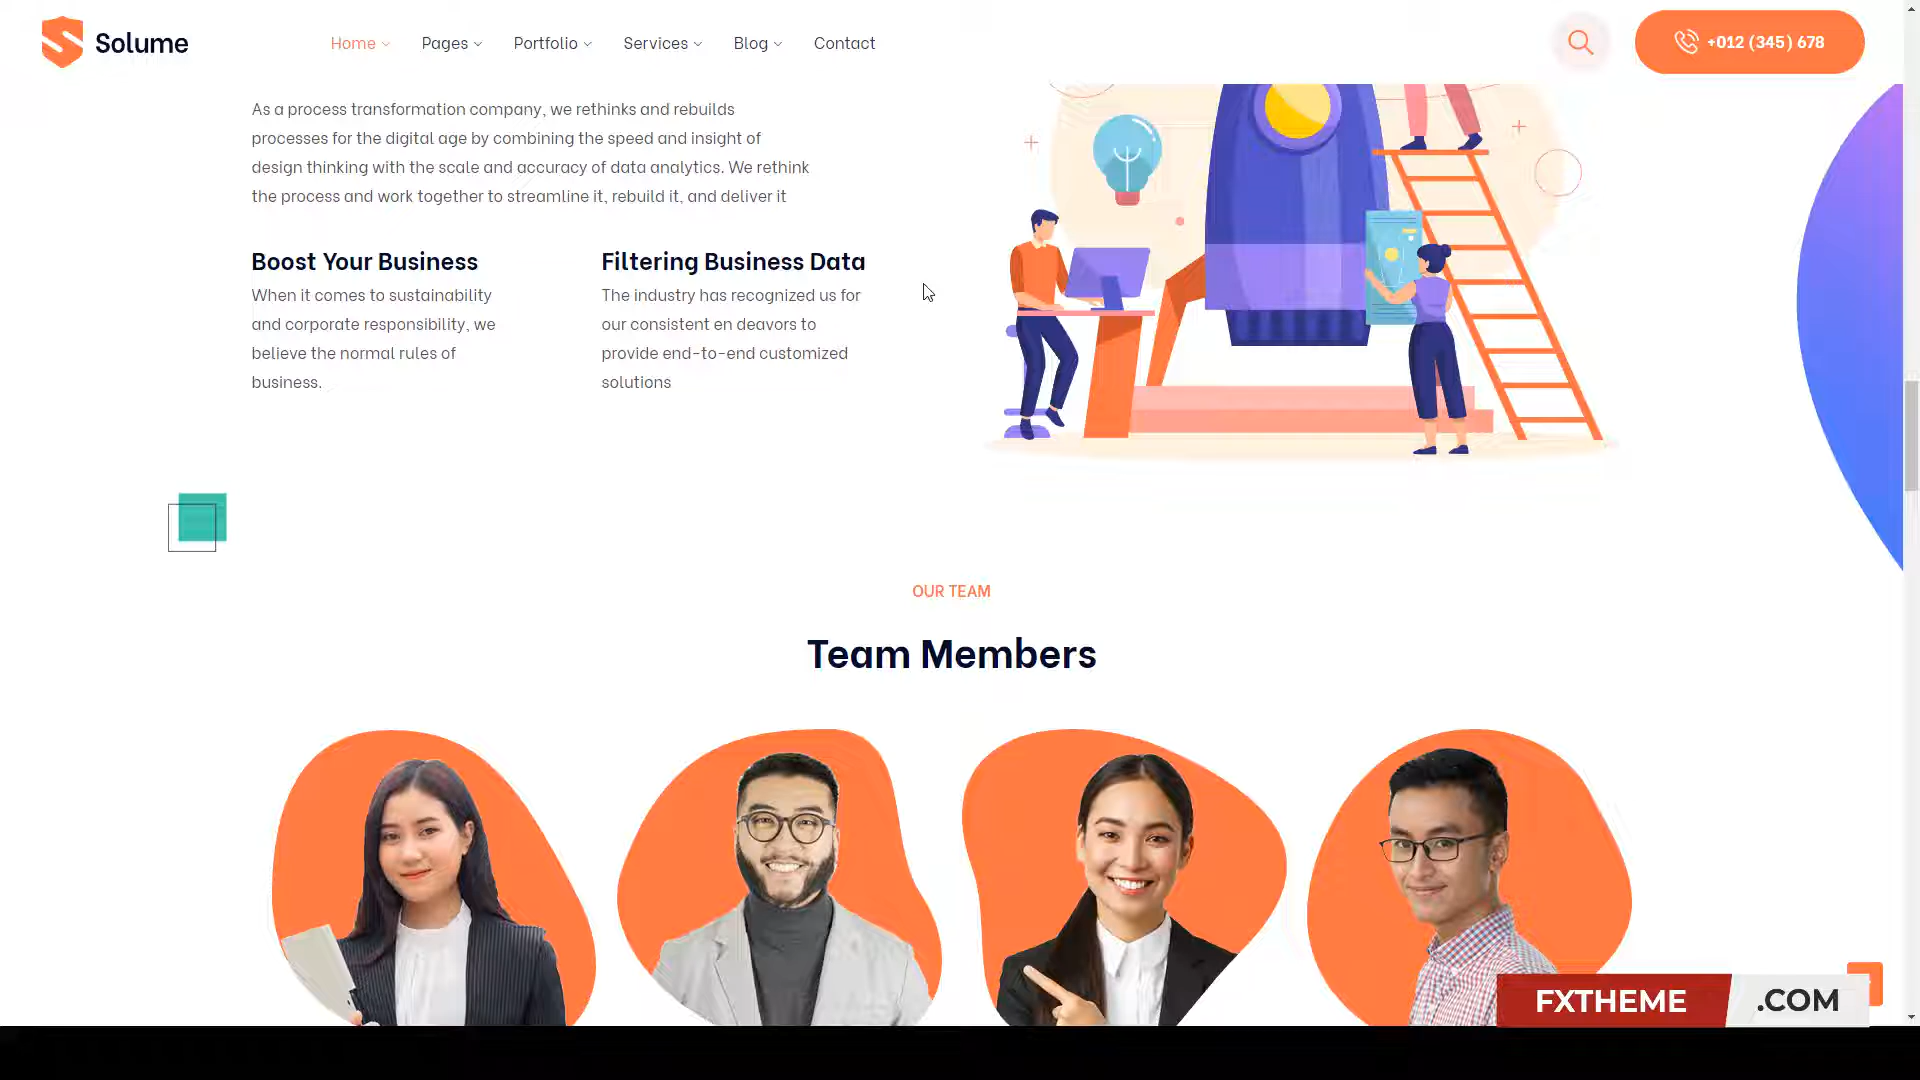 Solume
Home
Pages
Portfolio
Services
Blog
Contact
+012 (345) 678
As a process transformation company, we rethinks and rebuilds
processes for the digital age by combining the speed and insight of
design thinking with the scale and accuracy of data analytics. We rethink
the process and work together to streamline it, rebuild it, and deliver it
Boost Your Business
When it comes to sustainability
and corporate responsibility, we
believe the normal rules of
business.
Filtering Business Data
The industry has recognized us for
our consistent en deavors to
provide end-to-end customized
solutions
OUR TEAM
Team Members
FXTHEME .COM